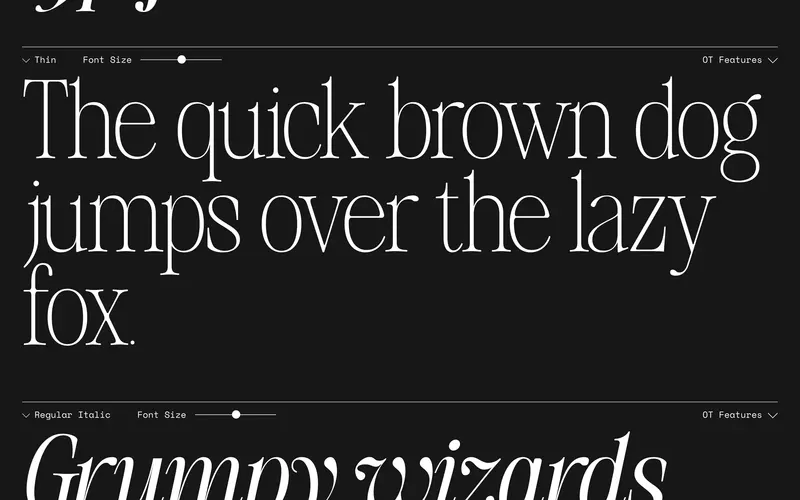 Thin Font Size OT Features
The quick brown dog
jumps over the lazy
fox.
Regular Italic Font Size OT Features
Grumpy wizards